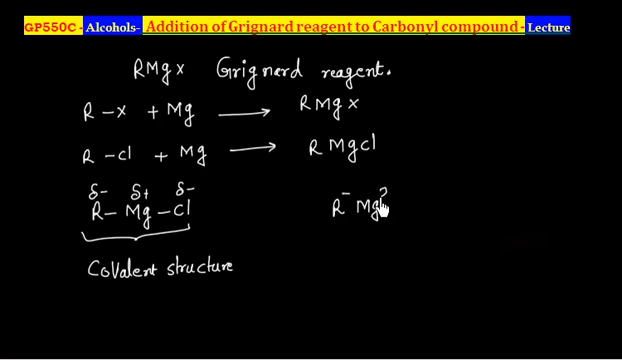 GP550C - Alcohols- Addition of Grignard reagent to Carbonyl compound - Lecture
RMgx Grignard reagent.
R-x + Mg → RMgx
R-cl + Mg → RMgcl
δ- δ+ δ-
R-Mg-Cl R⁻ Mg²
Covalent structure